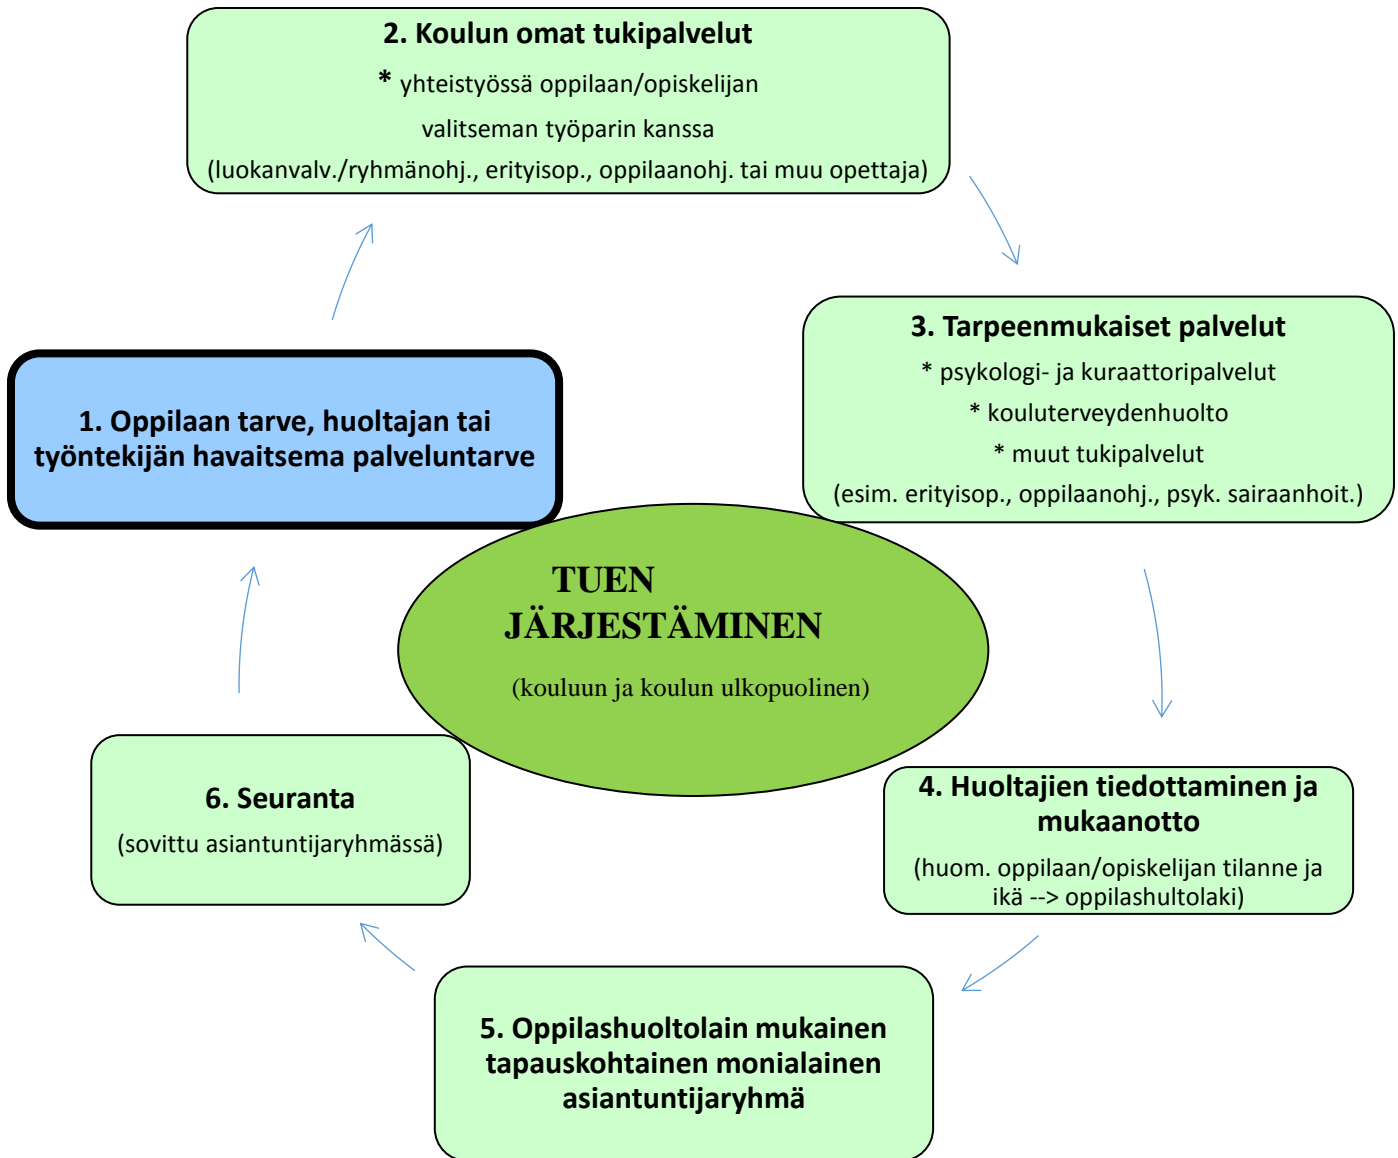 2. Koulun omat tukipalvelut
* yhteistyössä oppilaan/opiskelijan
valitseman työparin kanssa
(luokanvalv./ryhmänohj., erityisop., oppilaanohj. tai muu opettaja)
3. Tarpeenmukaiset palvelut
* psykologi- ja kuraattoripalvelut
* kouluterveydenhuolto
* muut tukipalvelut
(esim. erityisop., oppilaanohj., psyk. sairaanhoit.)
1. Oppilaan tarve, huoltajan tai
työntekijän havaitsema palveluntarve
TUEN
JÄRJESTÄMINEN
(kouluun ja koulun ulkopuolinen)
4. Huoltajien tiedottaminen ja
mukaanotto
(huom. oppilaan/opiskelijan tilanne ja
ikä --> oppilashultolaki)
6. Seuranta
(sovittu asiantuntijaryhmässä)
5. Oppilashuoltolain mukainen
tapauskohtainen monialainen
asiantuntijaryhmä